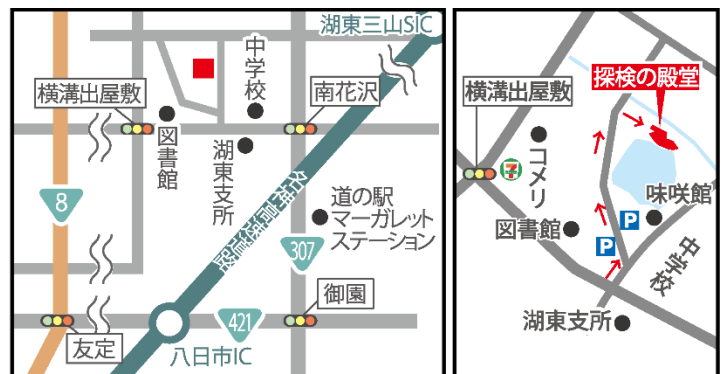 湖東三山SIC
中学校
横溝出屋敷
南花沢
図書館
湖東支所
8
名神高速道路
道の駅
マーガレット
ステーション
307
御園
421
友定
八日市IC
探検の殿堂
横溝出屋敷
7
コメリ
味咲館
図書館
P
P
中学校
湖東支所